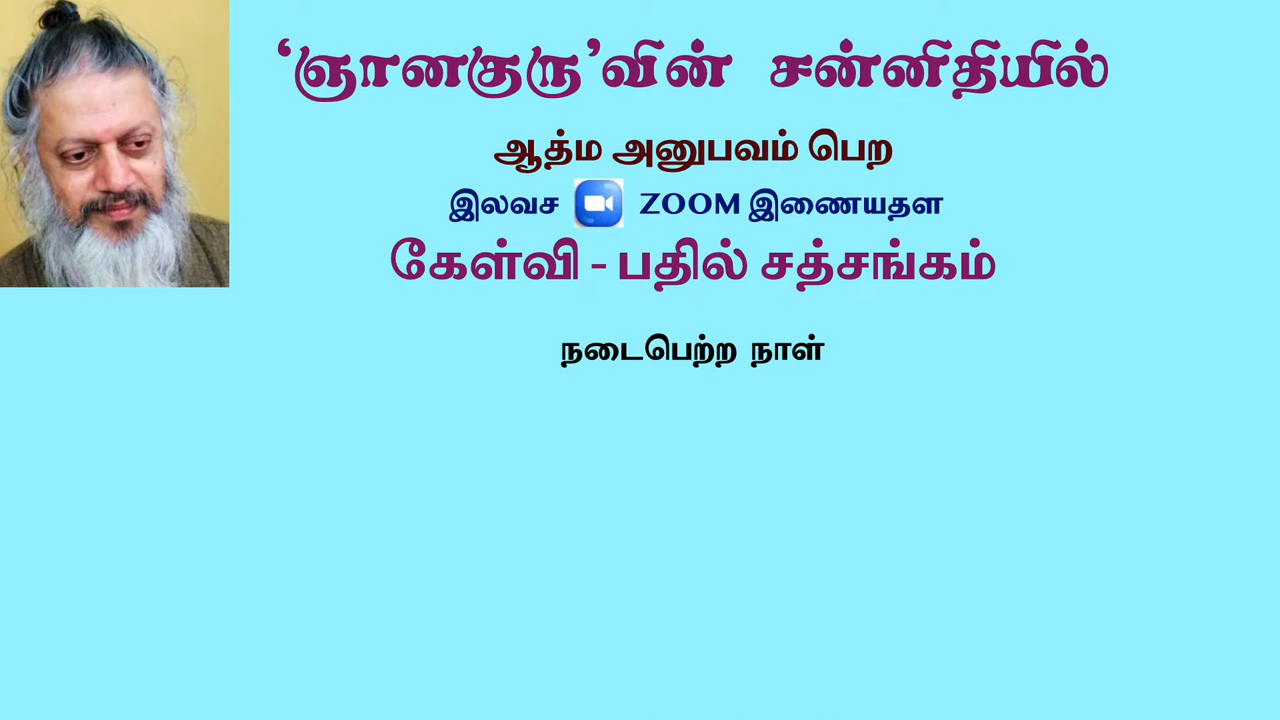 ‘ஞானகுரு’வின் சன்னிதியில்
ஆத்ம அனுபவம் பெற
இலவச ZOOM இணையதள
கேள்வி - பதில் சத்சங்கம்
நடைபெற்ற நாள்